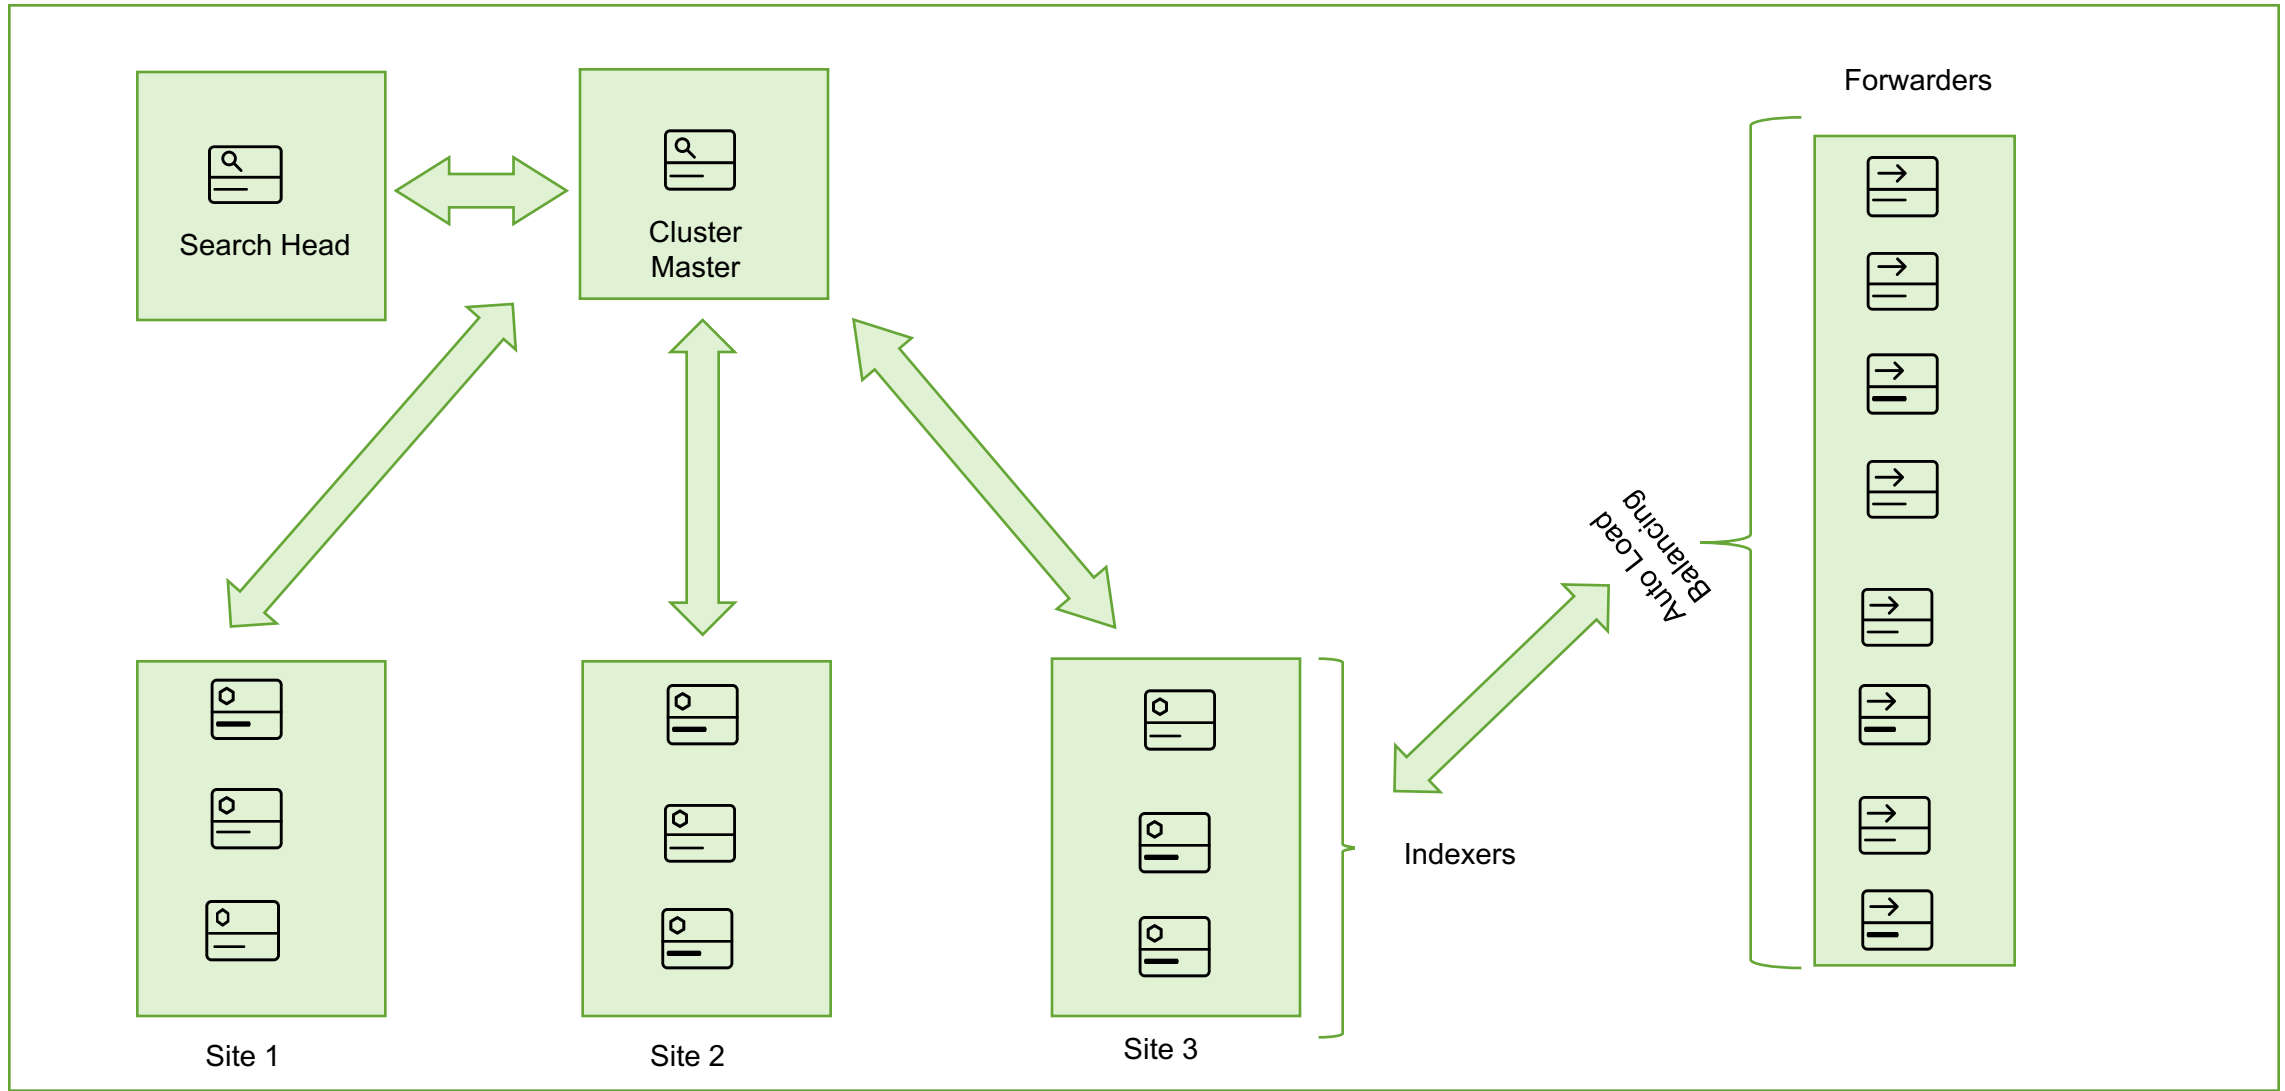 Forwarders
Search Head
Cluster
Master
Auto Load
Balancing
Indexers
Site 1
Site 2
Site 3